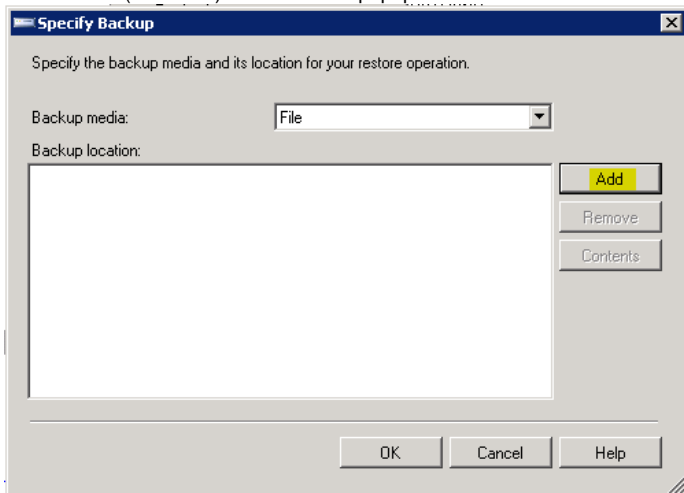 Specify Backup
Specify the backup media and its location for your restore operation.
Backup media:
File
Backup location:
Add
Remove
Contents
OK
Cancel
Help